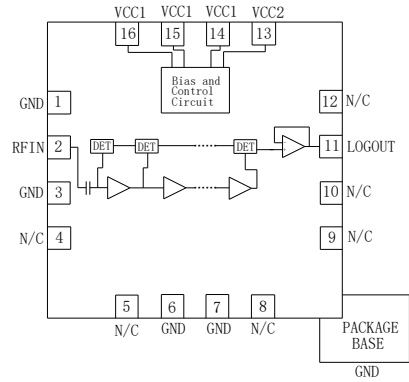 VCC1 VCC1 VCC1 VCC2
16 15 14 13
Bias and
Control
Circuit
GND 1
12 N/C
RFIN 2
DET DET DET
11 LOGOUT
GND 3
10 N/C
N/C 4
9 N/C
5 6 7 8
N/C GND GND N/C
PACKAGE
BASE
GND